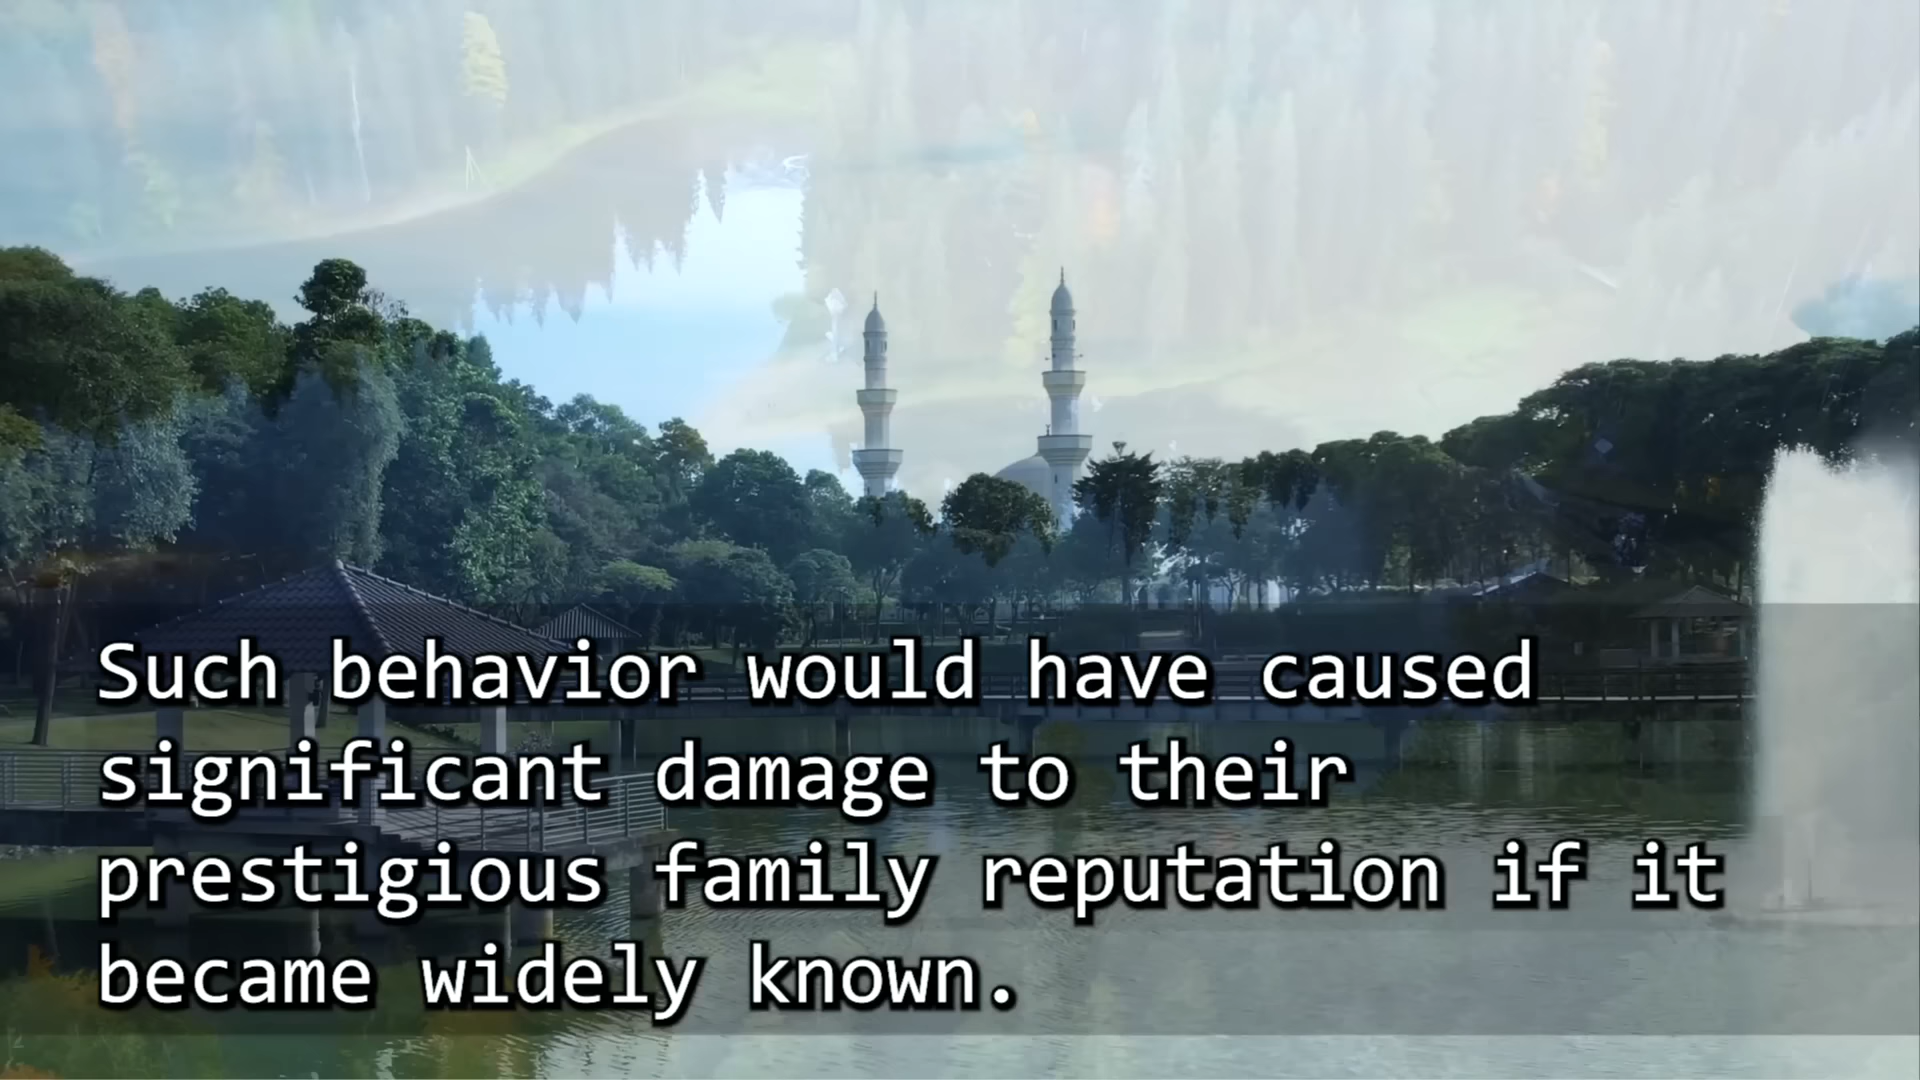 Such behavior would have caused
significant damage to their
prestigious family reputation if it
became widely known.